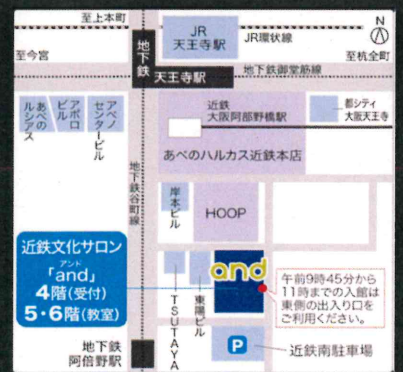 至上本町
JR
天王寺駅
JR環状線
N
至今宮
地下鉄
至杭全町
天王寺駅
地下鉄御堂筋線
あべの
ルシアス
アポロ
ビル
アベノ
センタービル
近鉄
大阪阿部野橋駅
都シティ
大阪天王寺
あべのハルカス近鉄本店
地下鉄谷町線
岸本ビル
HOOP
近鉄文化サロン
アンド
「and」
4階(受付)
5・6階(教室)
and
TSUTAYA
東陽ビル
午前9時45分から
11時までの入館は
東側の出入り口を
ご利用ください。
地下鉄
阿倍野駅
P
近鉄南駐車場